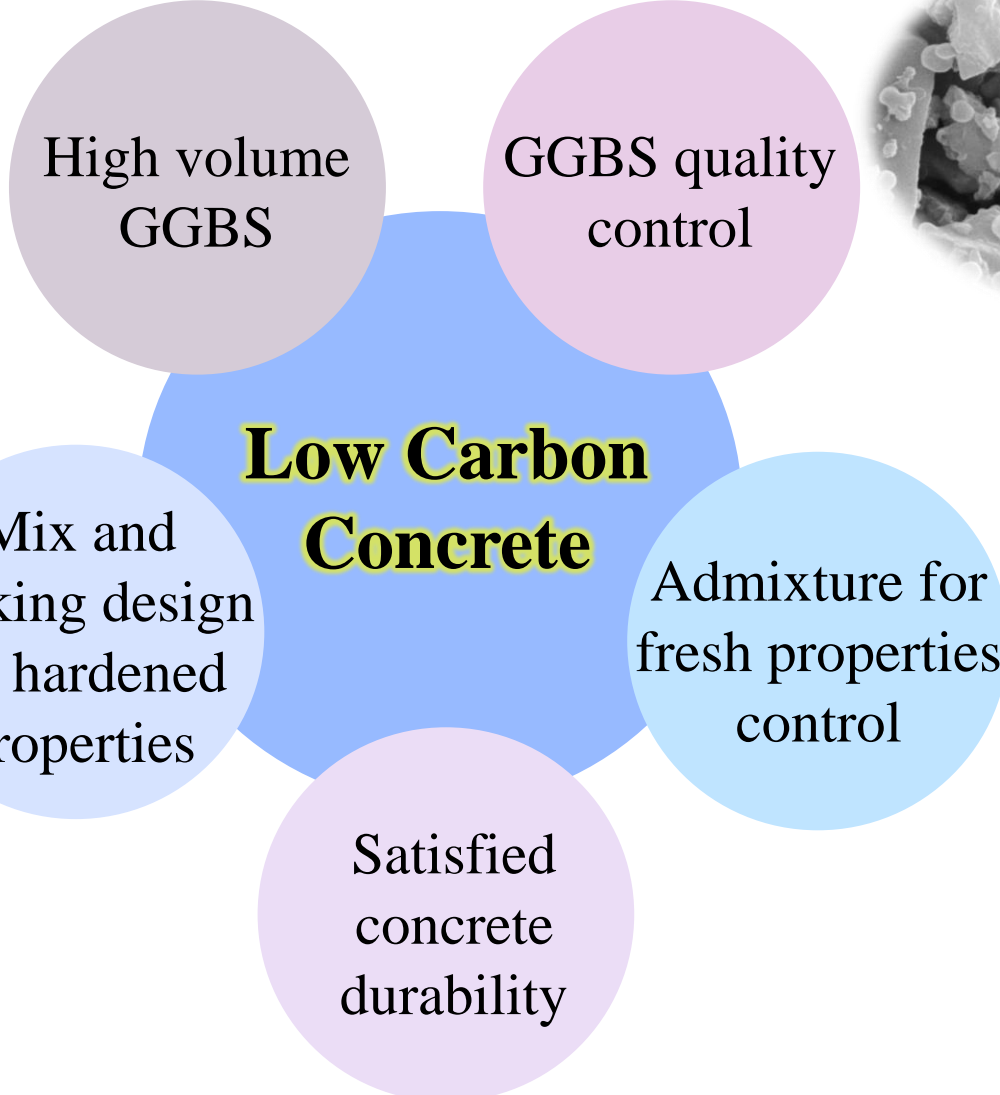 High volume
GGBS
GGBS quality
control
Low Carbon
Concrete
Mix and
design
hardened
Admixture for
fresh properties
control
Satisfied
concrete
durability